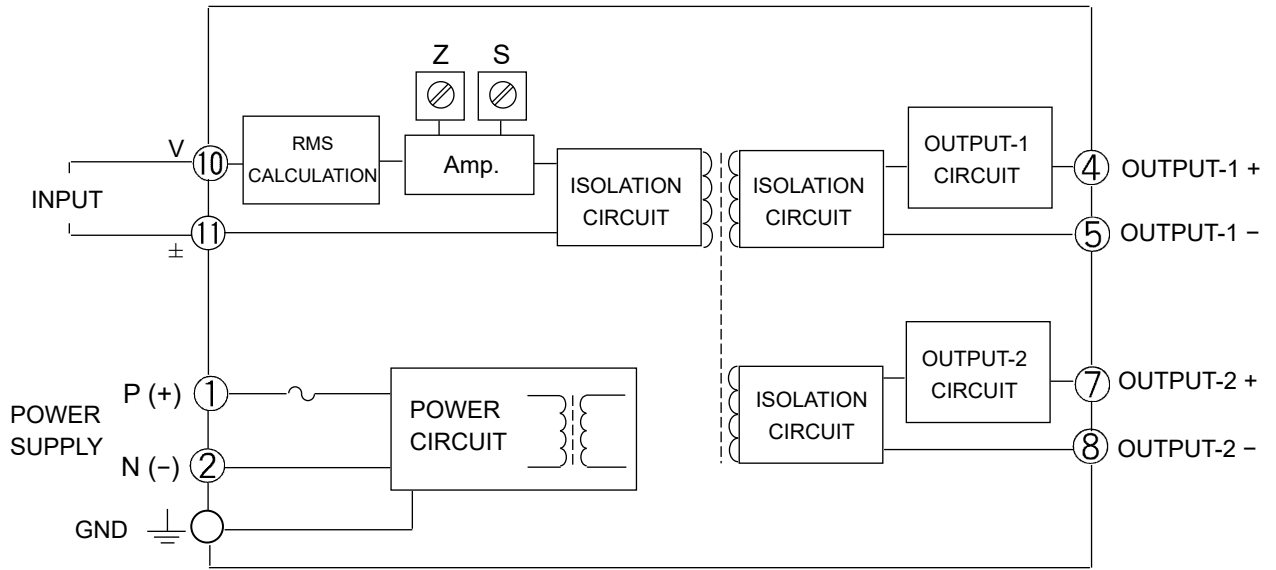 Z S
V
10
RMS
CALCULATION
Amp.
ISOLATION
CIRCUIT
ISOLATION
CIRCUIT
OUTPUT-1
CIRCUIT
4
OUTPUT-1 +
INPUT
11
±
5
OUTPUT-1 −
POWER
SUPPLY
P (+)
1
N (−)
2
GND
POWER
CIRCUIT
ISOLATION
CIRCUIT
OUTPUT-2
CIRCUIT
7
OUTPUT-2 +
8
OUTPUT-2 −